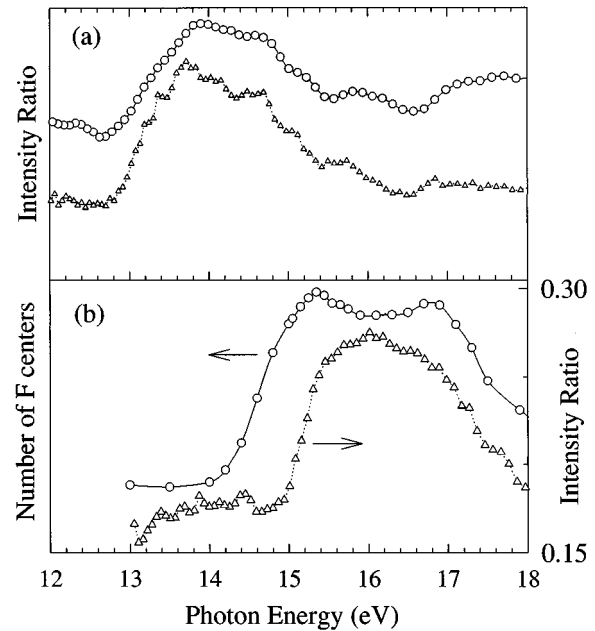 (a)
Intensity Ratio
(b)
Number of F centers
0.30
Intensity Ratio
0.15
12 13 14 15 16 17 18
Photon Energy (eV)